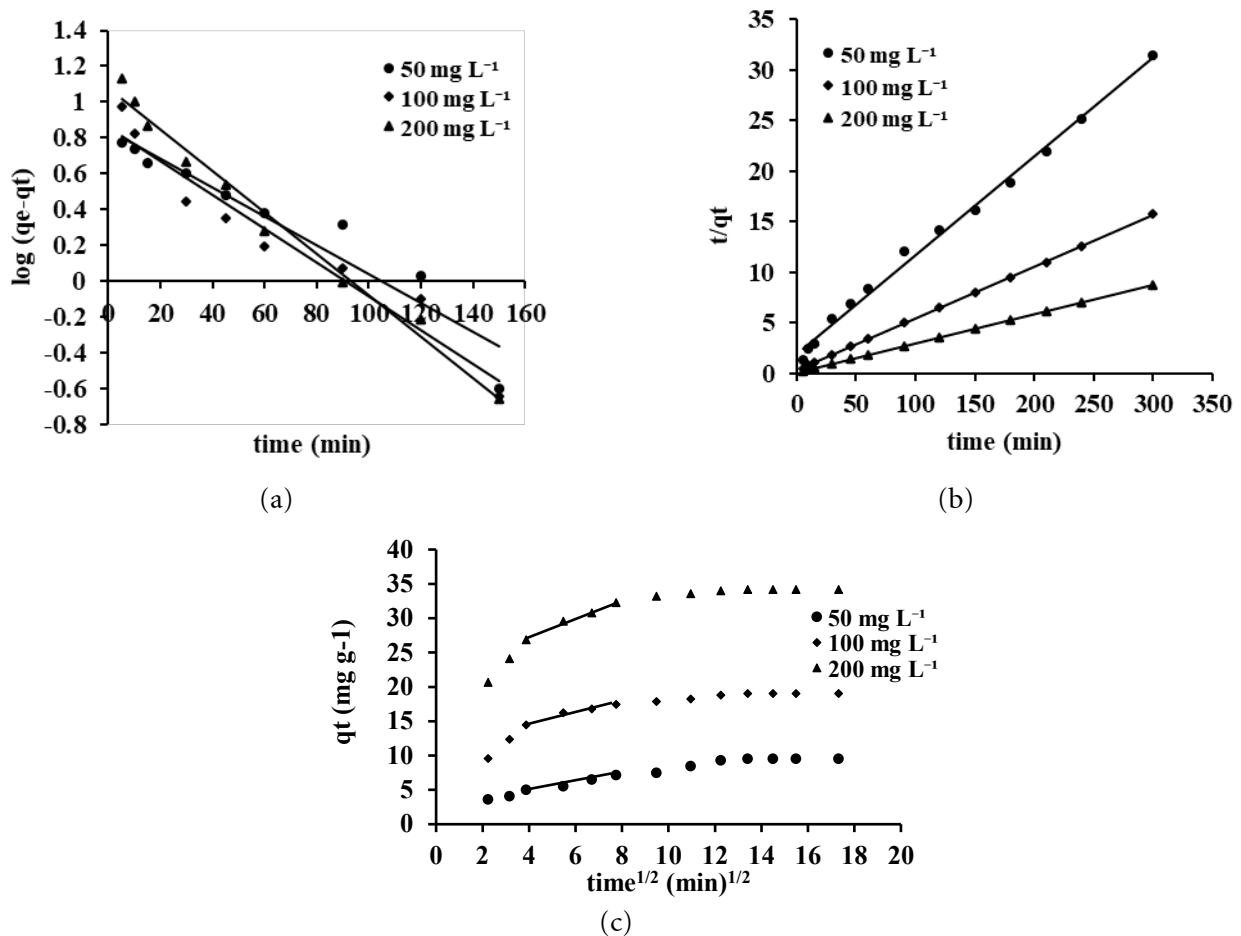 log (qe-qt)
1.4
1.2
1
0.8
0.6
0.4
0.2
0
-0.2
-0.4
-0.6
-0.8
0 20 40 60 80 100 120 140 160
time (min)
50 mg L⁻¹
100 mg L⁻¹
200 mg L⁻¹
(a)
t/qt
35
30
25
20
15
10
5
0
0 50 100 150 200 250 300 350
time (min)
50 mg L⁻¹
100 mg L⁻¹
200 mg L⁻¹
(b)
qt (mg g-1)
40
35
30
25
20
15
10
5
0
0 2 4 6 8 10 12 14 16 18 20
time¹ᐟ² (min)¹ᐟ²
50 mg L⁻¹
100 mg L⁻¹
200 mg L⁻¹
(c)